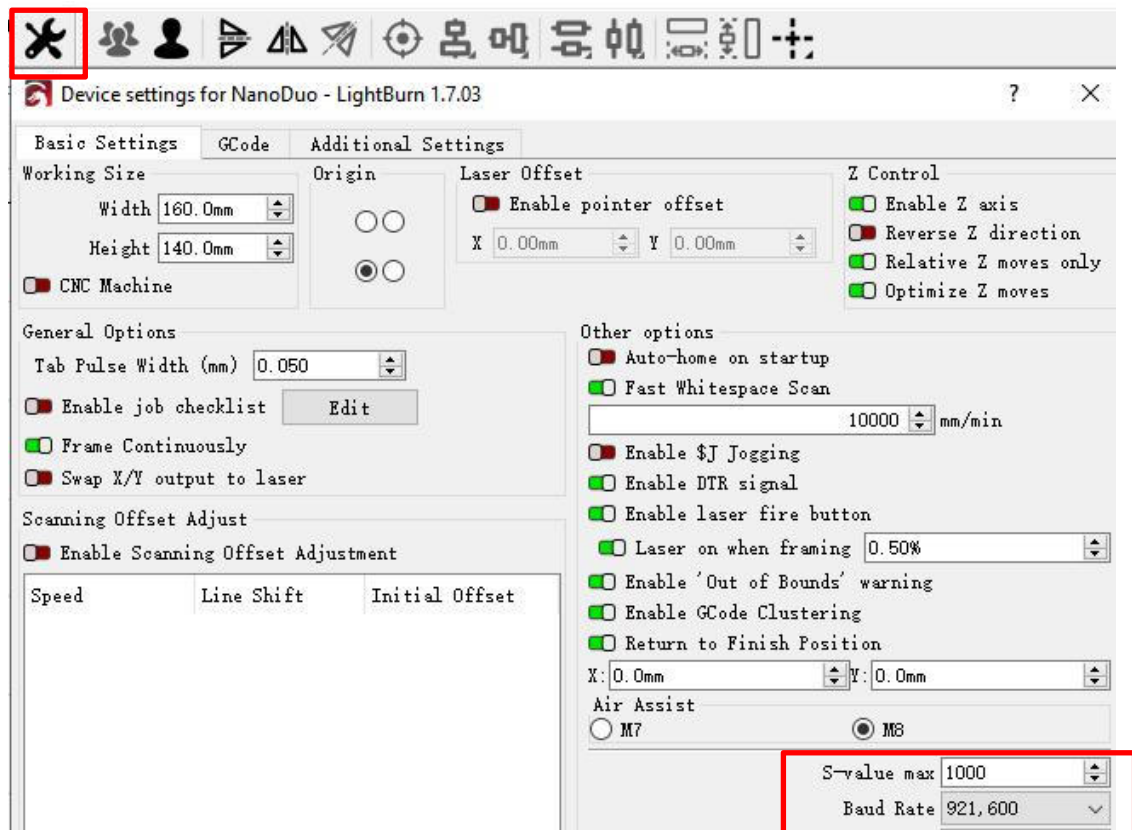 Device settings for NanoDuo - LightBurn 1.7.03 ?
Basic Settings GCode Additional Settings
Working Size
Width 160.0mm
Height 140.0mm
CNC Machine
Origin
Laser Offset
Enable pointer offset
X 0.00mm Y 0.00mm
Z Control
Enable Z axis
Reverse Z direction
Relative Z moves only
Optimize Z moves
General Options
Tab Pulse Width (mm) 0.050
Enable job checklist Edit
Frame Continuously
Swap X/Y output to laser
Scanning Offset Adjust
Enable Scanning Offset Adjustment
Speed Line Shift Initial Offset
Other options
Auto-home on startup
Fast Whitespace Scan
10000 mm/min
Enable $J Jogging
Enable DTR signal
Enable laser fire button
Laser on when framing 0.50%
Enable 'Out of Bounds' warning
Enable GCode Clustering
Return to Finish Position
X: 0.0mm Y: 0.0mm
Air Assist
M7 M8
S-value max 1000
Baud Rate 921,600